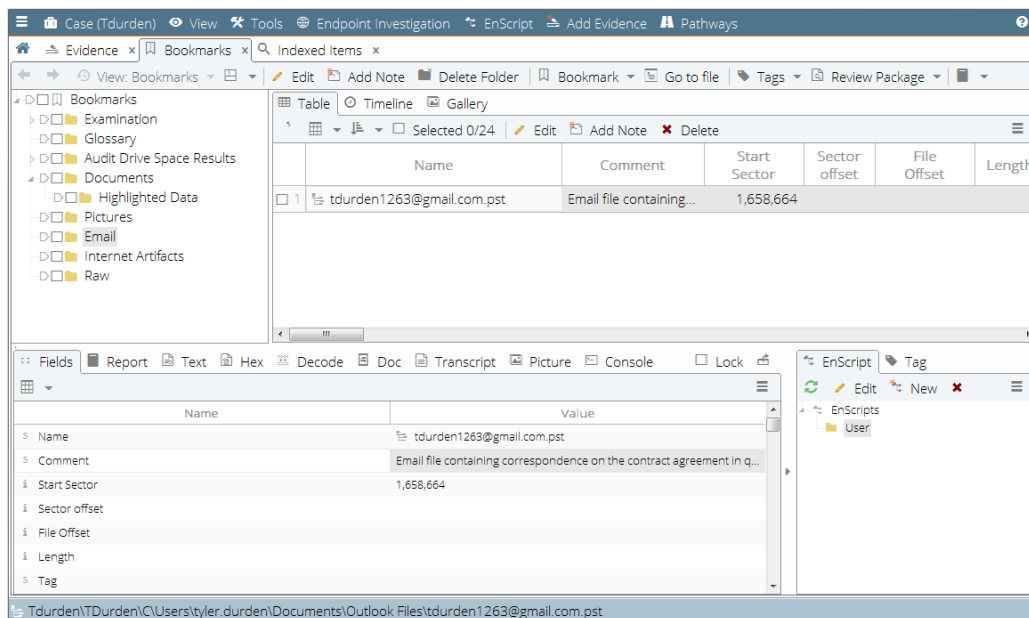 Case (Tdurden) View Tools Endpoint Investigation EnScript Add Evidence Pathways
Evidence x Bookmarks x Indexed Items x
View: Bookmarks Edit Add Note Delete Folder Bookmark Go to file Tags Review Package
Bookmarks
Examination
Glossary
Audit Drive Space Results
Documents
Highlighted Data
Pictures
Email
Internet Artifacts
Raw
Table Timeline Gallery
Selected 0/24 Edit Add Note Delete
Name Comment Start Sector Sector offset File Offset Length
1 tdurden1263@gmail.com.pst Email file containing... 1,658,664
Fields Report Text Hex Decode Doc Transcript Picture Console Lock
Name Value
S Name tdurden1263@gmail.com.pst
S Comment Email file containing correspondence on the contract agreement in q...
i Start Sector 1,658,664
i Sector offset
i File Offset
i Length
S Tag
EnScript Tag
Edit New
EnScripts
User
Tdurden\TDurden\C\Users\tyler.durden\Documents\Outlook Files\tdurden1263@gmail.com.pst